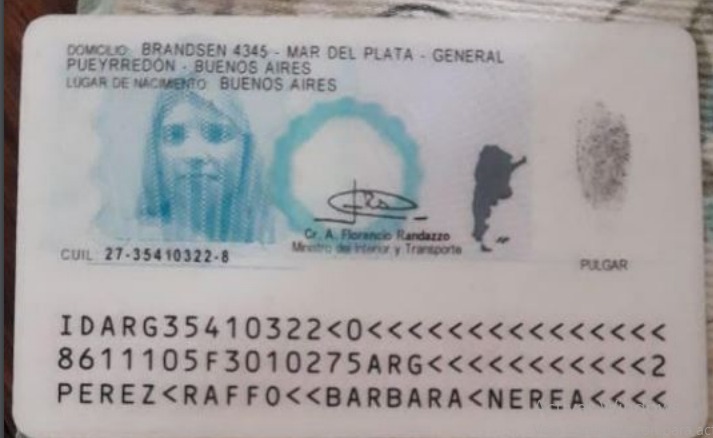 DOMICILIO: BRANDSEN 4345 - MAR DEL PLATA - GENERAL
PUEYRREDÓN - BUENOS AIRES
LUGAR DE NACIMIENTO: BUENOS AIRES
Cr. A. Florencio Randazzo
Ministro del Interior y Transporte
CUIL: 27-35410322-8
PULGAR
IDARG35410322<0<<<<<<<<<<<<<<<
8611105F3010275ARG<<<<<<<<<<<2
PEREZ<RAFFO<<BARBARA<NEREA<<<<